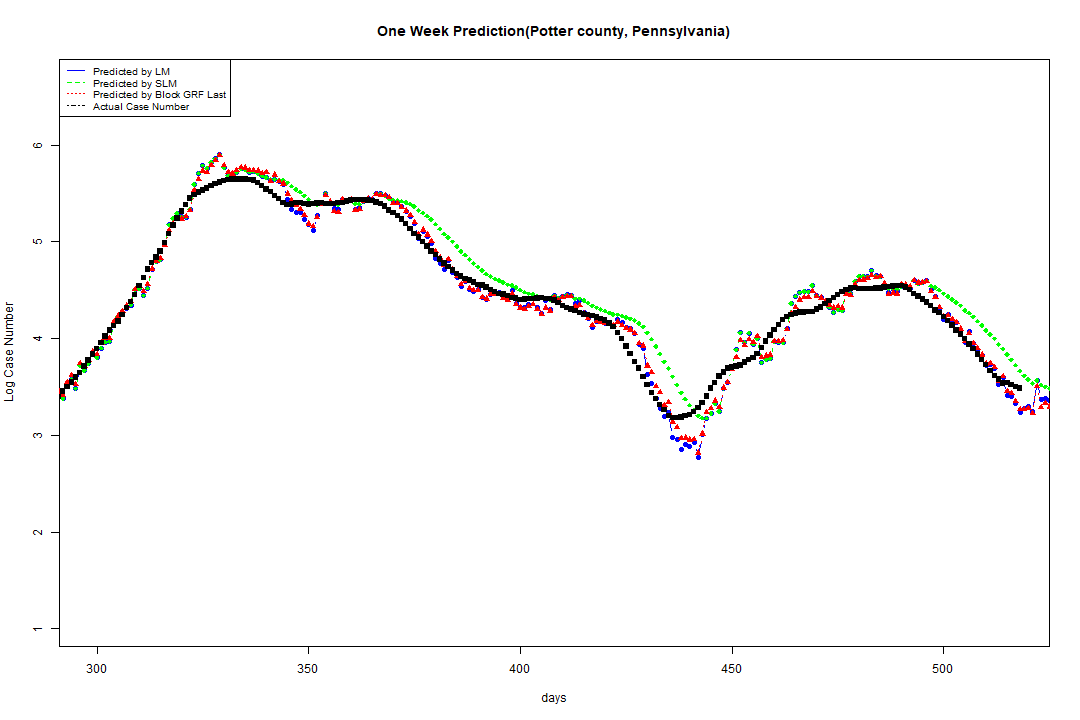 One Week Prediction(Potter county, Pennsylvania)
Predicted by LM
Predicted by SLM
Predicted by Block GRF Last
Actual Case Number
6
5
4
3
2
1
Log Case Number
300 350 400 450 500
days